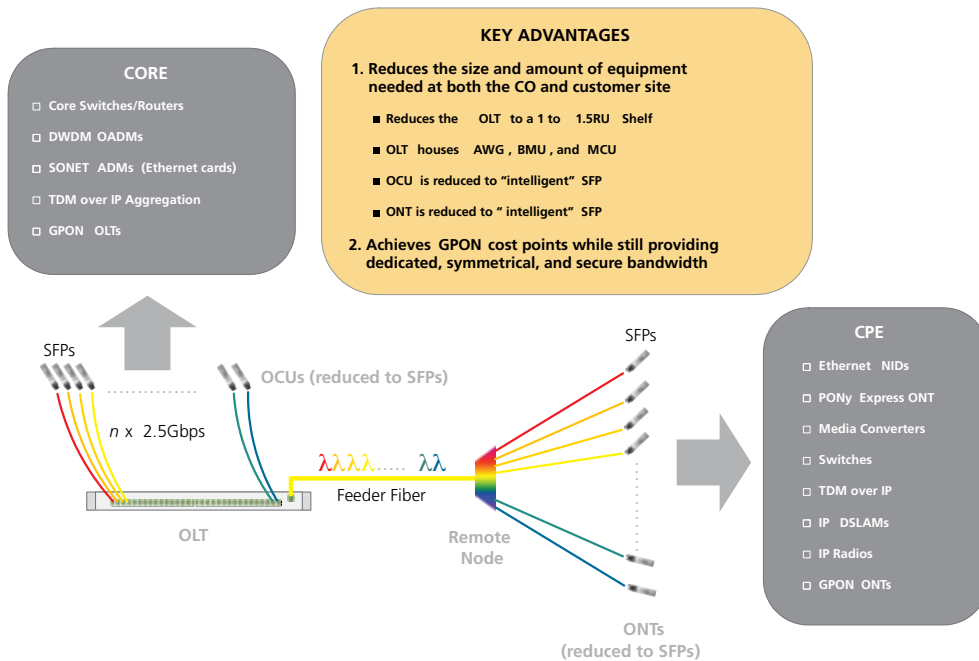 CORE
Core Switches/Routers
DWDM OADMs
SONET ADMs (Ethernet cards)
TDM over IP Aggregation
GPON OLTs
KEY ADVANTAGES
1. Reduces the size and amount of equipment
needed at both the CO and customer site
Reduces the OLT to a 1 to 1.5RU Shelf
OLT houses AWG , BMU , and MCU
OCU is reduced to “intelligent” SFP
ONT is reduced to “ intelligent” SFP
2. Achieves GPON cost points while still providing
dedicated, symmetrical, and secure bandwidth
SFPs
OCUs (reduced to SFPs)
n x 2.5Gbps
λλλλ...... λλ
Feeder Fiber
OLT
Remote
Node
SFPs
ONTs
(reduced to SFPs)
CPE
Ethernet NIDs
PONy Express ONT
Media Converters
Switches
TDM over IP
IP DSLAMs
IP Radios
GPON ONTs